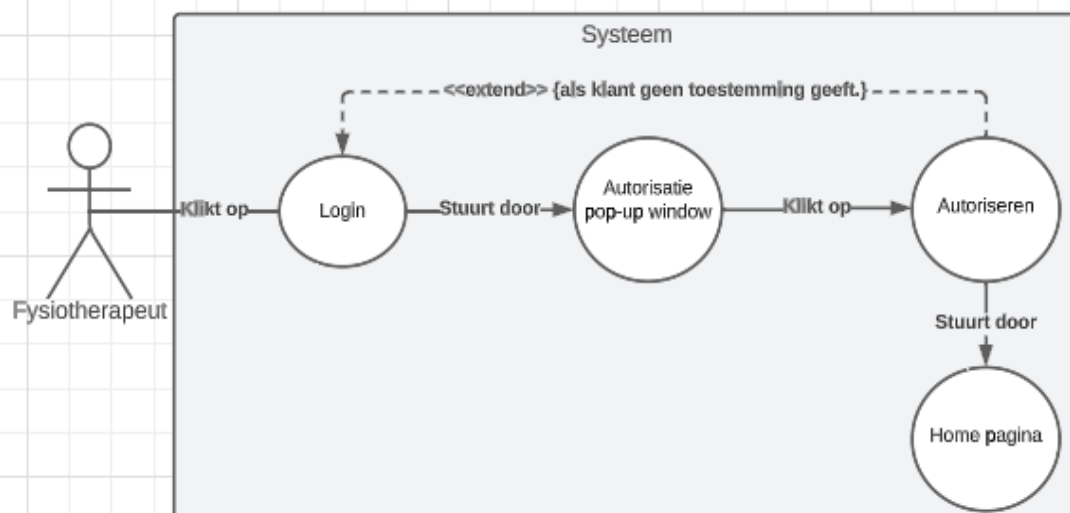 Systeem
<<extend>> {als klant geen toestemming geeft.}
Klikt op
Login
Stuurt door
Autorisatie
pop-up window
Klikt op
Autoriseren
Fysiotherapeut
Stuurt door
Home pagina